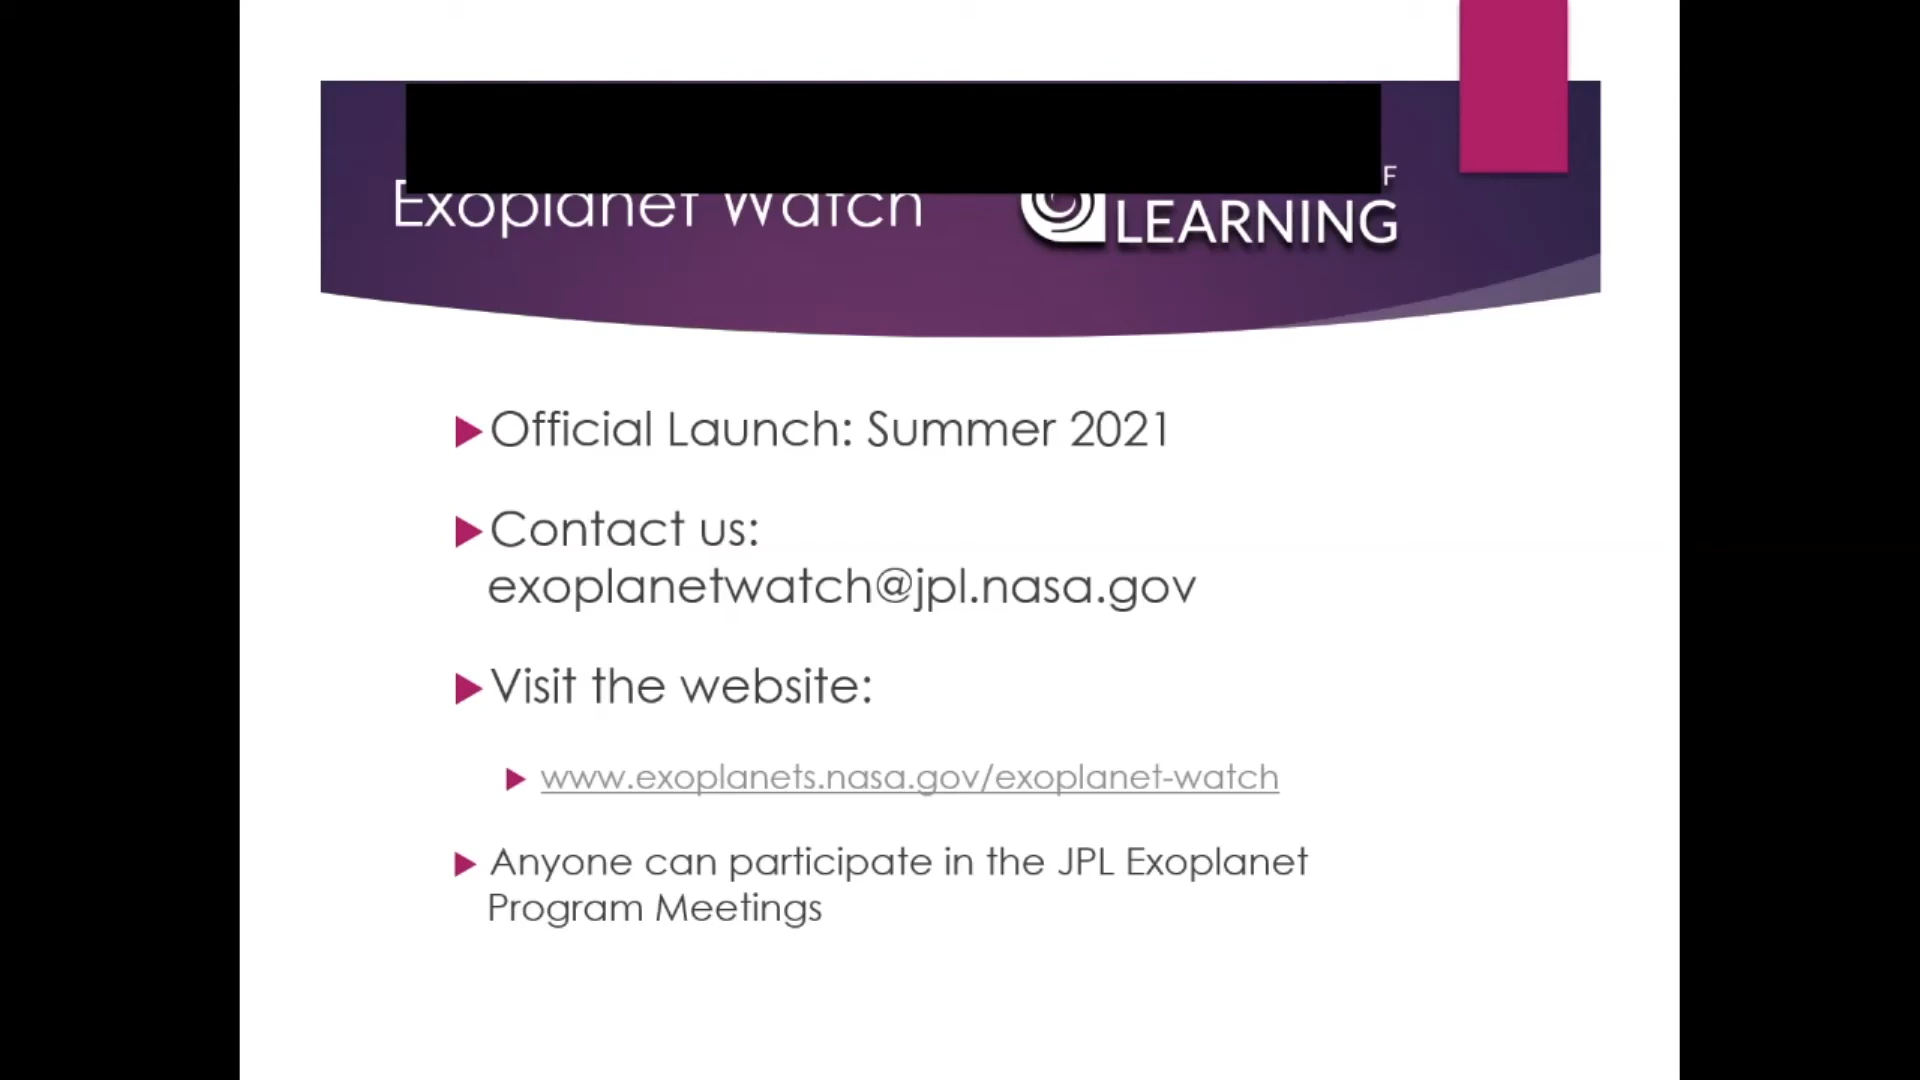 Exoplanet Watch
F
LEARNING
Official Launch: Summer 2021
Contact us:
exoplanetwatch@jpl.nasa.gov
Visit the website:
www.exoplanets.nasa.gov/exoplanet-watch
Anyone can participate in the JPL Exoplanet
Program Meetings